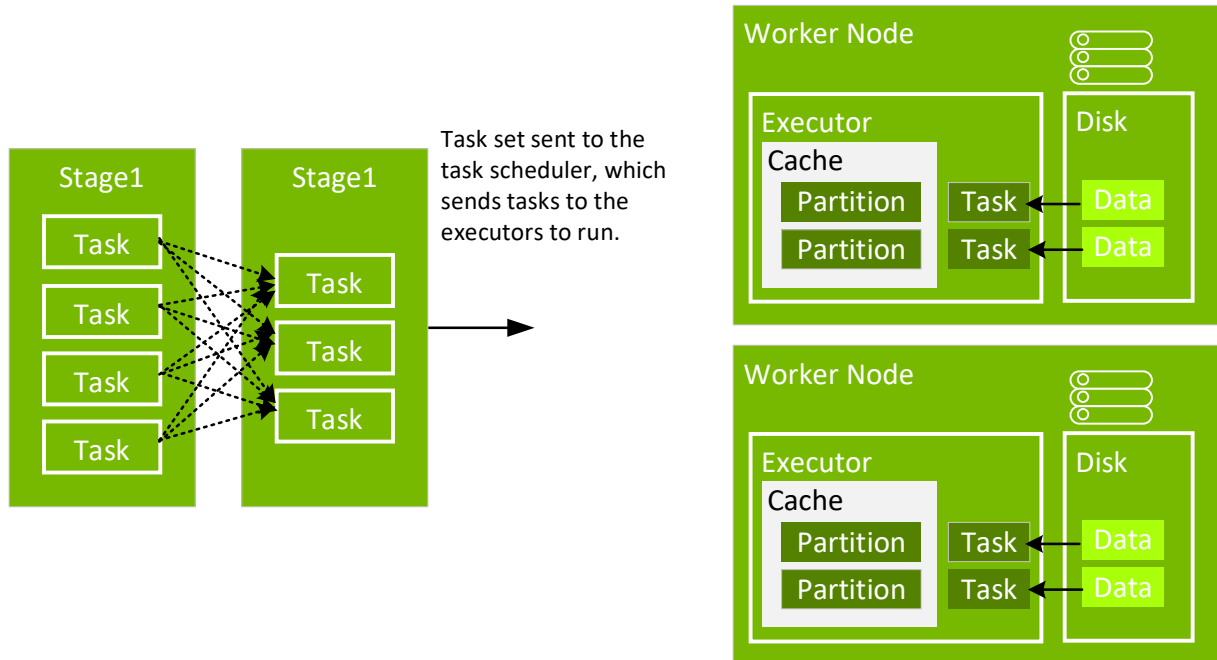 Stage1
Task
Task
Task
Task
Stage1
Task
Task
Task
Task set sent to the
task scheduler, which
sends tasks to the
executors to run.
Worker Node
Executor
Disk
Cache
Partition
Task
Data
Partition
Task
Data
Worker Node
Executor
Disk
Cache
Partition
Task
Data
Partition
Task
Data